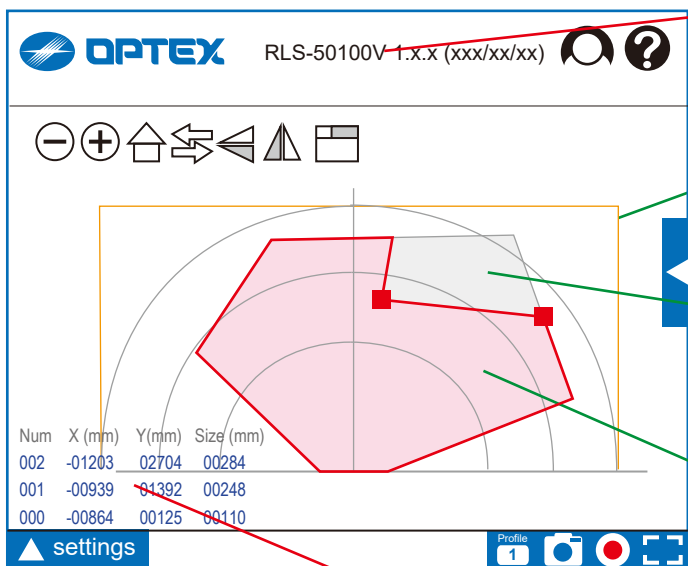 OPTEX RLS-50100V 1.x.x (xxx/xx/xx) ?
Num X (mm) Y(mm) Size (mm)
002 -01203 02704 00284
001 -00939 01392 00248
000 -00864 00125 00110
settings
Profile
1